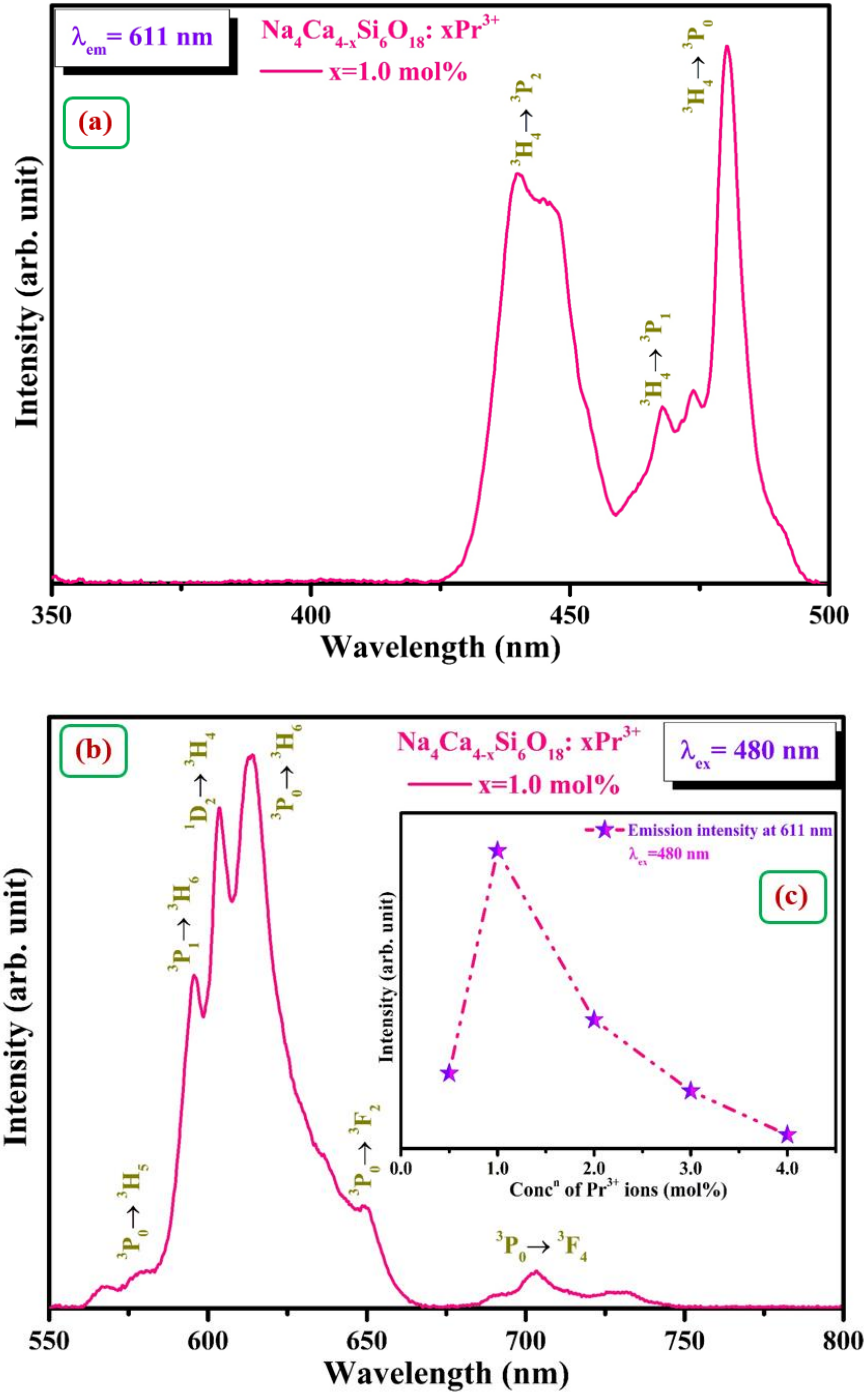 λem= 611 nm
Na4Ca4-xSi6O18: xPr3+
x=1.0 mol%
(a)
3H4→3P2
3H4→3P1
3H4→3P0
Intensity (arb. unit)
350 400 450 500
Wavelength (nm)
(b)
Na4Ca4-xSi6O18: xPr3+
x=1.0 mol%
λex= 480 nm
3P0→3H5
3P1→3H6
1D2→3H4
3P0→3H6
3P0→3F2
3P0→3F4
Intensity (arb. unit)
Emission intensity at 611 nm
λex=480 nm
(c)
Intensity (arb. unit)
0.0 1.0 2.0 3.0 4.0
Concn of Pr3+ ions (mol%)
550 600 650 700 750 800
Wavelength (nm)